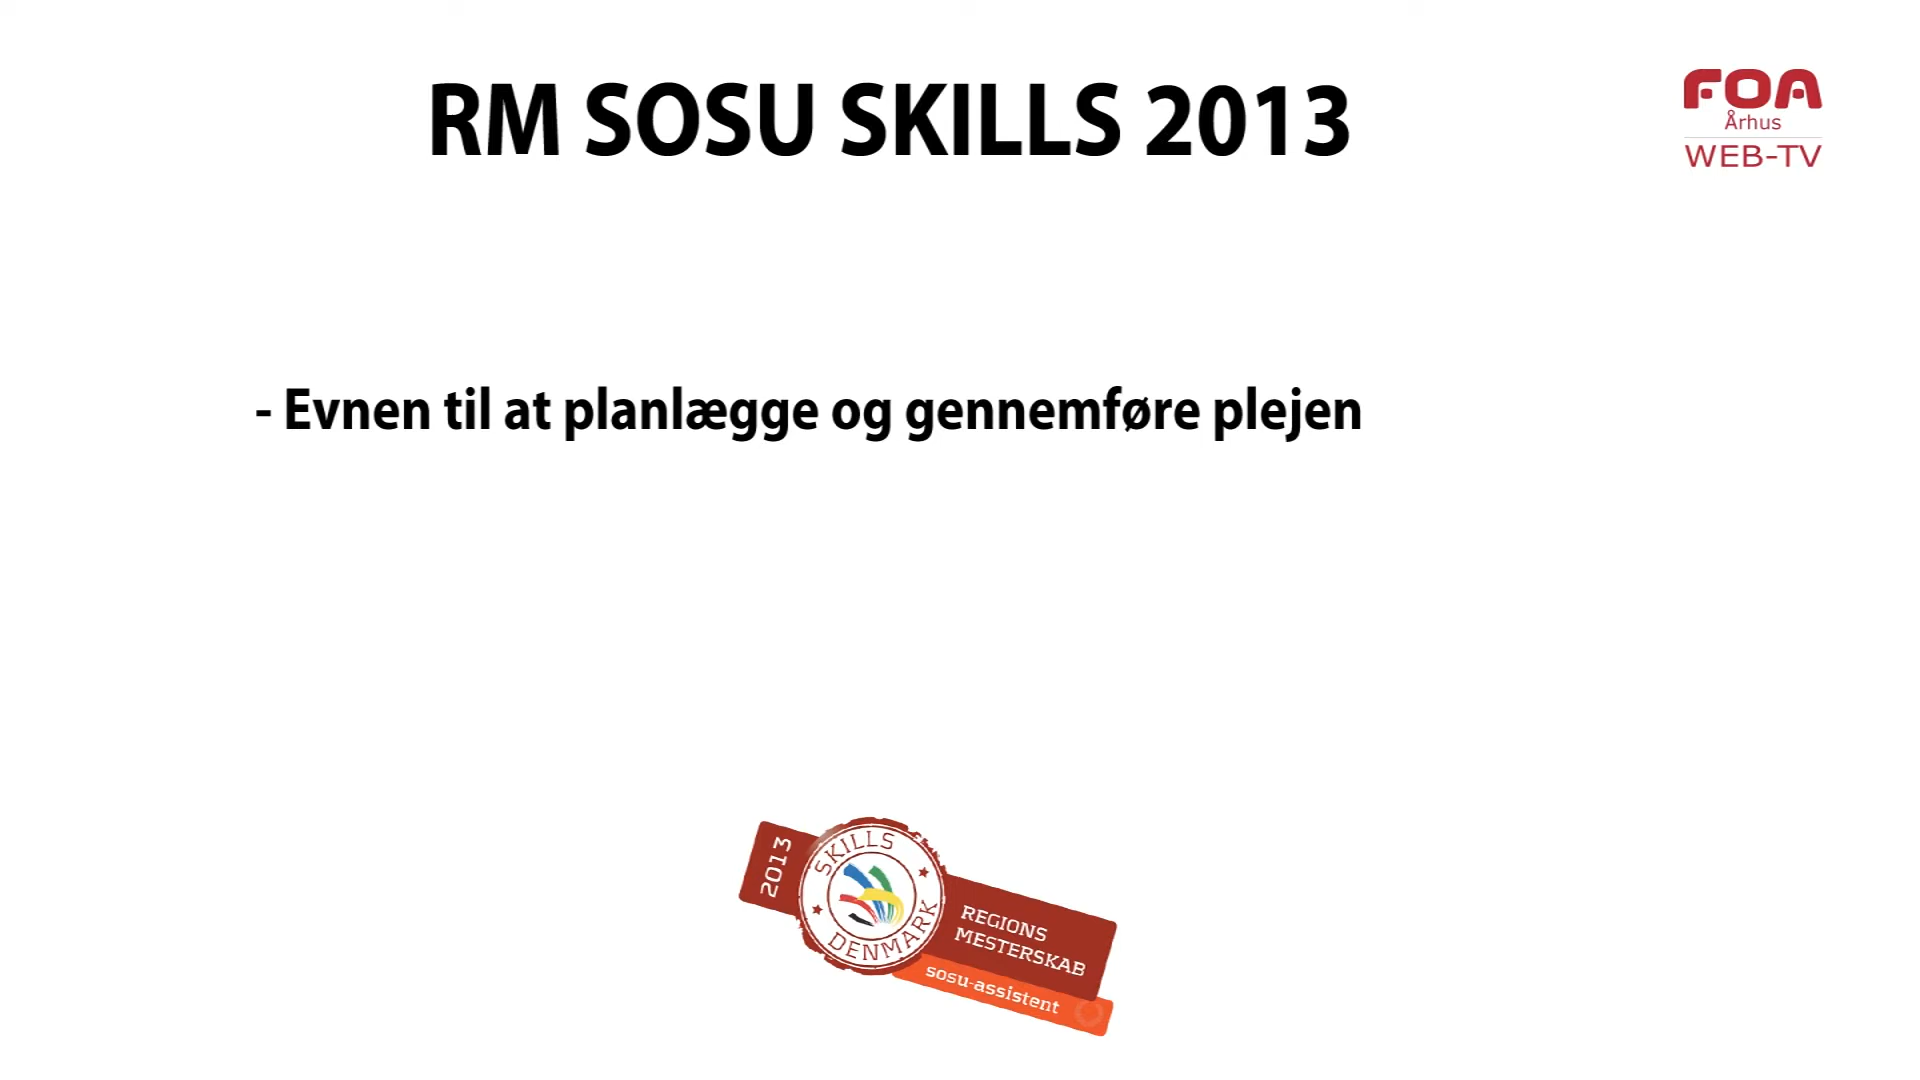 RM SOSU SKILLS 2013
FOA
Århus
WEB-TV
- Evnen til at planlægge og gennemføre plejen
2013
SKILLS
DENMARK
REGIONS
MESTERSKAB
sosu-assistent